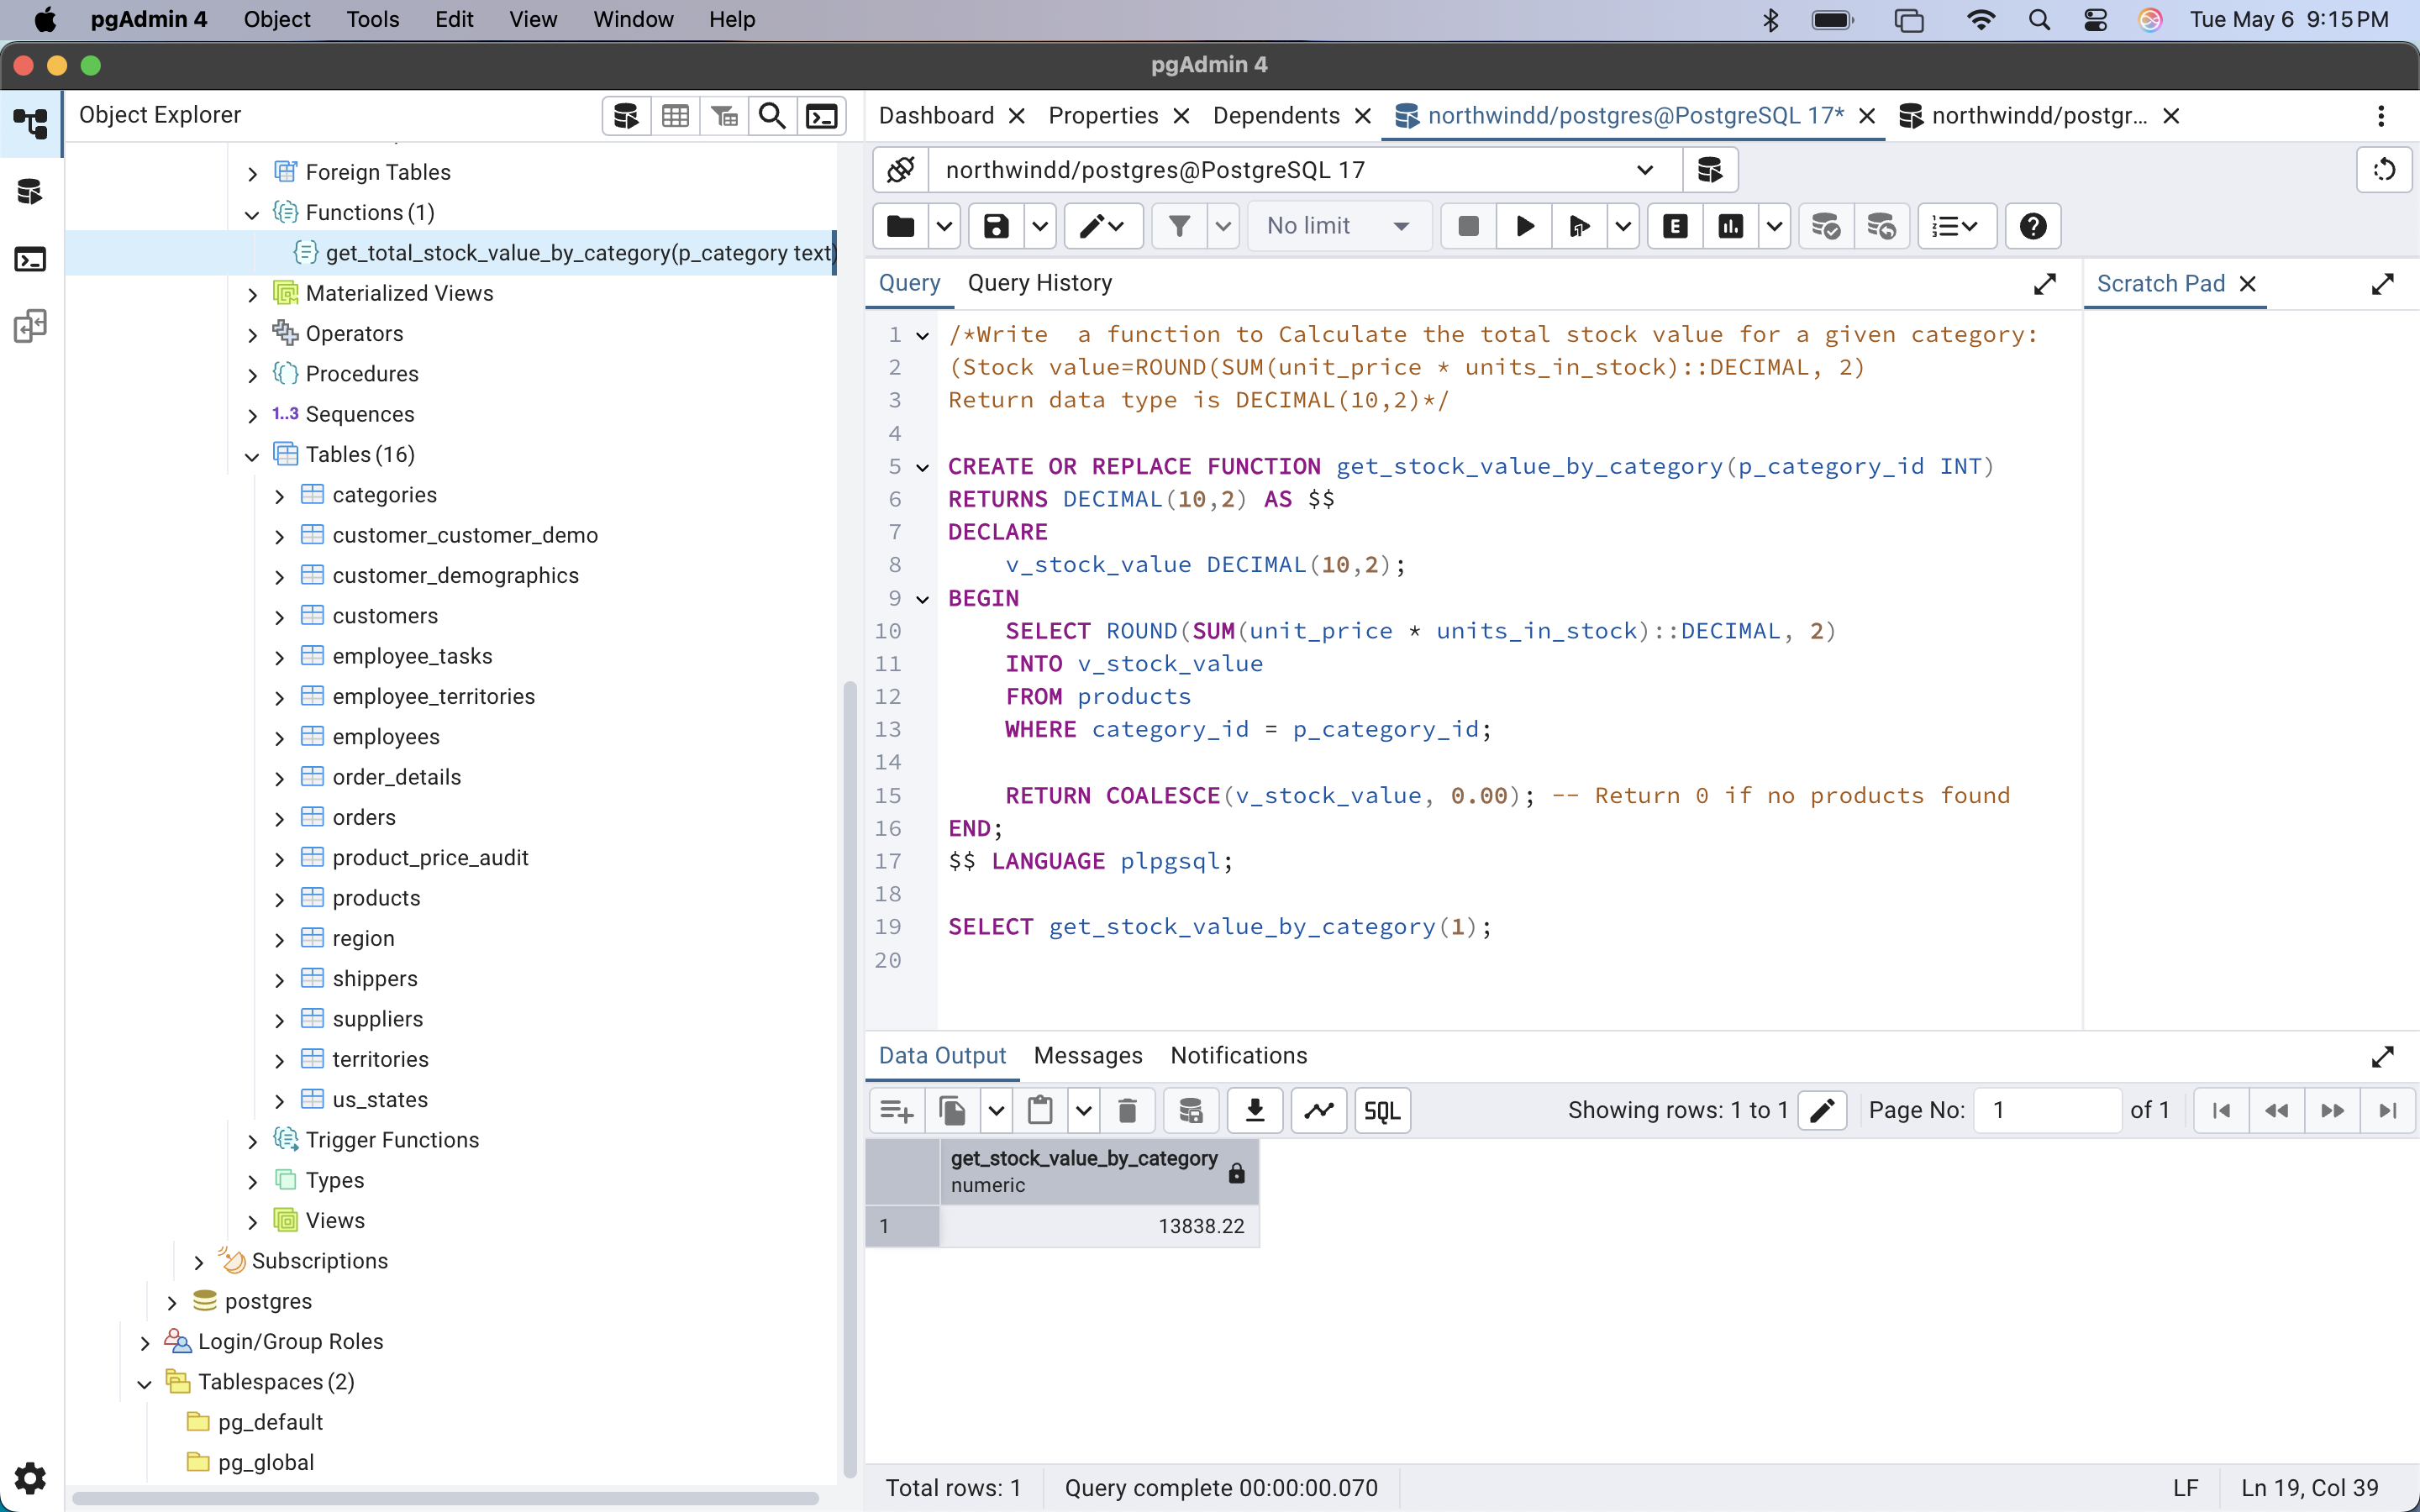 pgAdmin 4 Object Tools Edit View Window Help Tue May 6 9:15 PM
pgAdmin 4
Object Explorer
Foreign Tables
Functions (1)
get_total_stock_value_by_category(p_category text)
Materialized Views
Operators
Procedures
1..3 Sequences
Tables (16)
categories
customer_customer_demo
customer_demographics
customers
employee_tasks
employee_territories
employees
order_details
orders
product_price_audit
products
region
shippers
suppliers
territories
us_states
Trigger Functions
Types
Views
Subscriptions
postgres
Login/Group Roles
Tablespaces (2)
pg_default
pg_global
Dashboard Properties Dependents northwindd/postgres@PostgreSQL 17* northwindd/postgr...
northwindd/postgres@PostgreSQL 17
No limit E
Query Query History Scratch Pad
1 /*Write  a function to Calculate the total stock value for a given category:
2 (Stock value=ROUND(SUM(unit_price * units_in_stock)::DECIMAL, 2)
3 Return data type is DECIMAL(10,2)*/
4
5 CREATE OR REPLACE FUNCTION get_stock_value_by_category(p_category_id INT)
6 RETURNS DECIMAL(10,2) AS $$
7 DECLARE
8     v_stock_value DECIMAL(10,2);
9 BEGIN
10     SELECT ROUND(SUM(unit_price * units_in_stock)::DECIMAL, 2)
11     INTO v_stock_value
12     FROM products
13     WHERE category_id = p_category_id;
14
15     RETURN COALESCE(v_stock_value, 0.00); -- Return 0 if no products found
16 END;
17 $$ LANGUAGE plpgsql;
18
19 SELECT get_stock_value_by_category(1);
20
Data Output Messages Notifications
SQL Showing rows: 1 to 1 Page No: 1 of 1
get_stock_value_by_category
numeric
1 13838.22
Total rows: 1 Query complete 00:00:00.070 LF Ln 19, Col 39